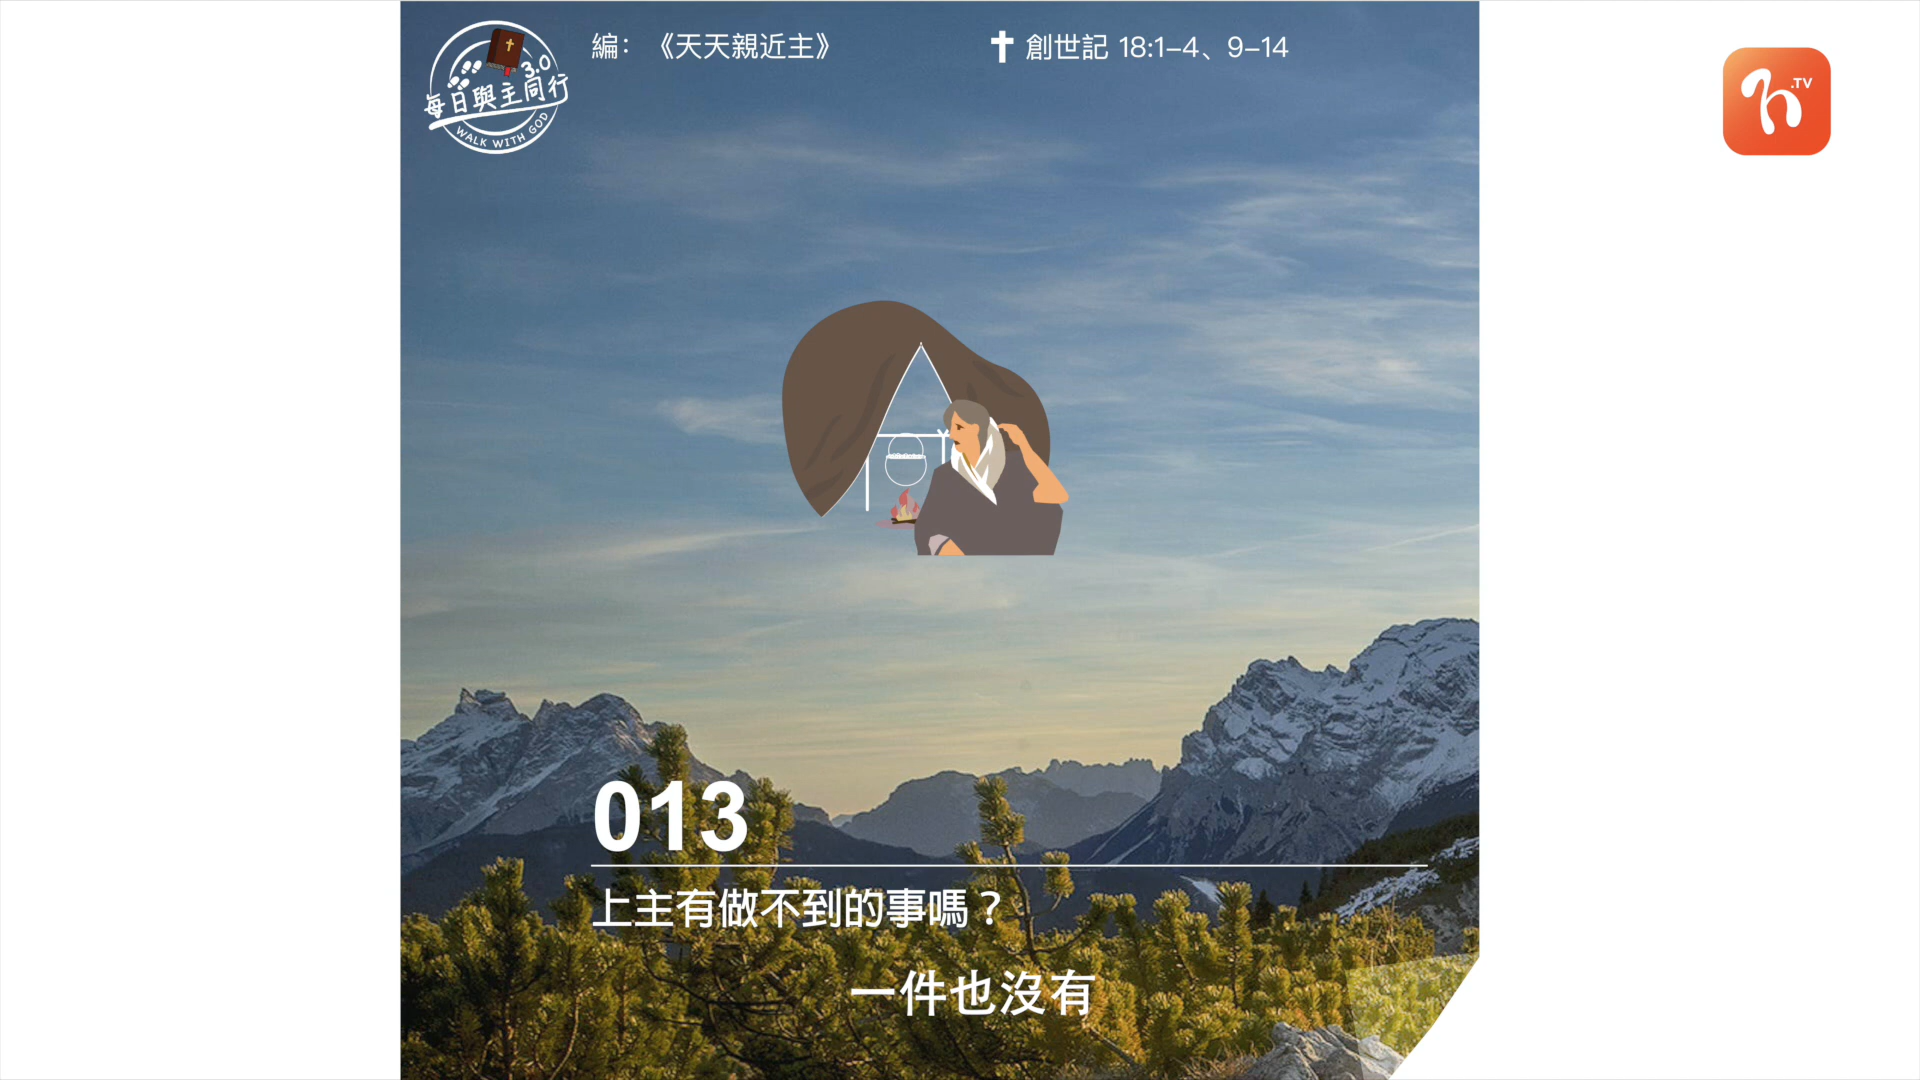 編：《天天親近主》
創世記 18:1–4、9–14
3.0
每日與主同行
WALK WITH GOD
h.TV
013
上主有做不到的事嗎？
一件也沒有